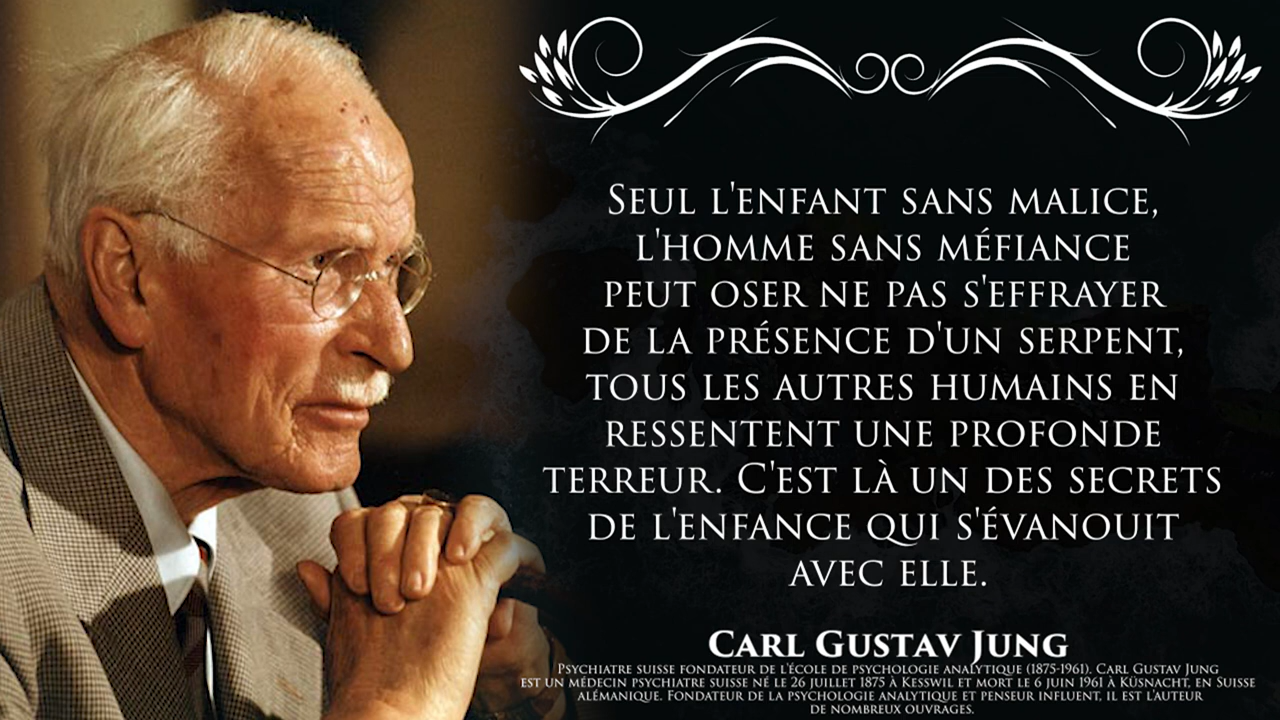 Seul l'enfant sans malice,
l'homme sans méfiance
peut oser ne pas s'effrayer
de la présence d'un serpent,
tous les autres humains en
ressentent une profonde
terreur. C'est là un des secrets
de l'enfance qui s'évanouit
avec elle.
Carl Gustav Jung
Psychiatre suisse fondateur de l'école de psychologie analytique (1875-1961). Carl Gustav Jung
est un médecin psychiatre suisse né le 26 juillet 1875 à Kesswil et mort le 6 juin 1961 à Küsnacht, en Suisse
alémanique. Fondateur de la psychologie analytique et penseur influent, il est l'auteur
de nombreux ouvrages.